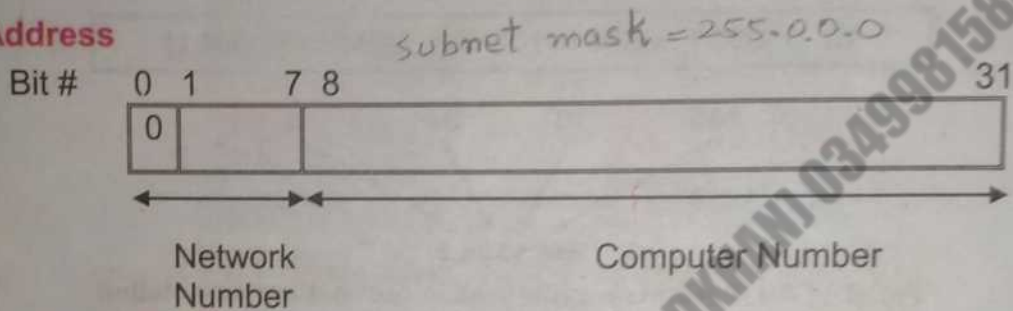 ddress
subnet mask = 255.0.0.0
Bit # 0 1 7 8 31
0
Network Number
Computer Number